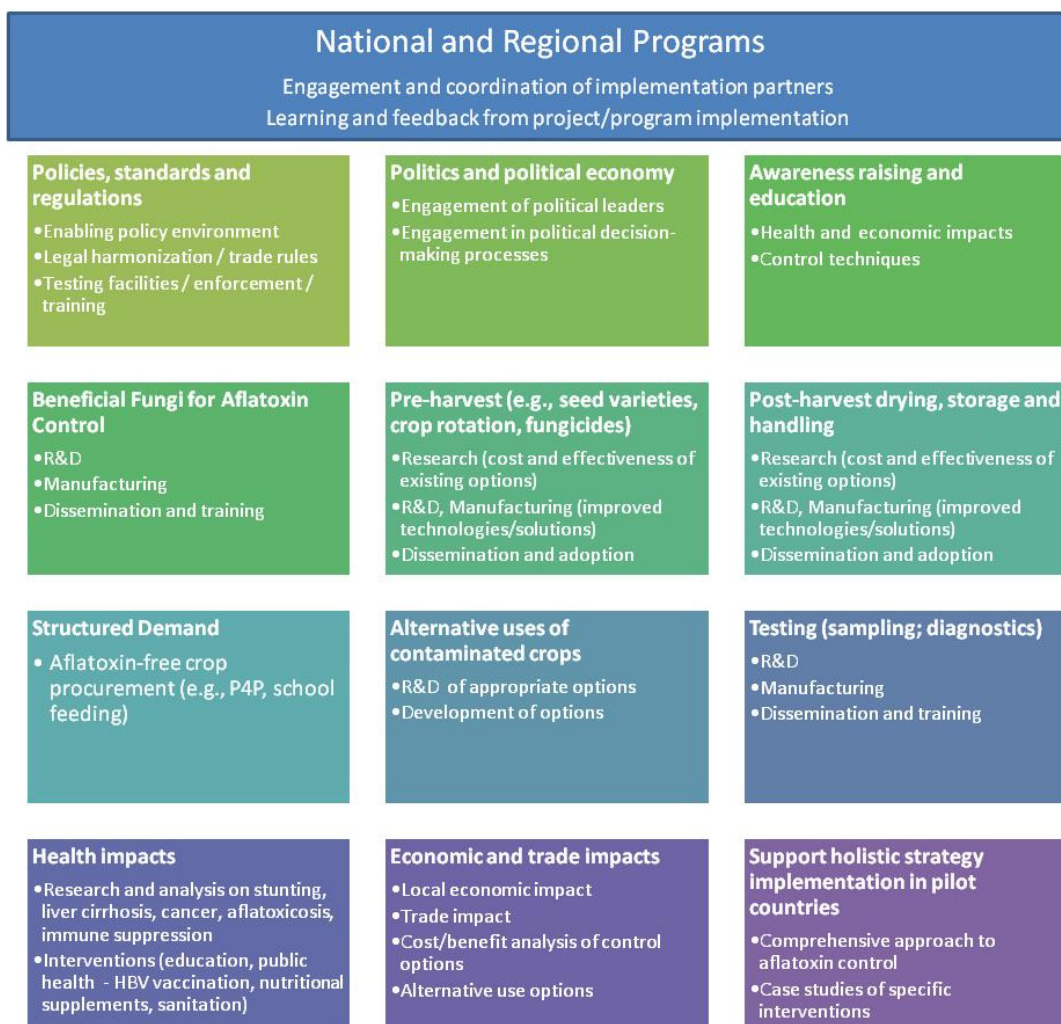 National and Regional Programs
Engagement and coordination of implementation partners
Learning and feedback from project/program implementation
Policies, standards and
regulations
•Enabling policy environment
•Legal harmonization / trade rules
•Testing facilities / enforcement /
training
Politics and political economy
•Engagement of political leaders
•Engagement in political decision-
making processes
Awareness raising and
education
•Health and economic impacts
•Control techniques
Beneficial Fungi for Aflatoxin
Control
•R&D
•Manufacturing
•Dissemination and training
Pre-harvest (e.g., seed varieties,
crop rotation, fungicides)
•Research (cost and effectiveness of
existing options)
•R&D, Manufacturing (improved
technologies/solutions)
•Dissemination and adoption
Post-harvest drying, storage and
handling
•Research (cost and effectiveness of
existing options)
•R&D, Manufacturing (improved
technologies/solutions)
•Dissemination and adoption
Structured Demand
• Aflatoxin-free crop
procurement (e.g., P4P, school
feeding)
Alternative uses of
contaminated crops
•R&D of appropriate options
•Development of options
Testing (sampling; diagnostics)
•R&D
•Manufacturing
•Dissemination and training
Health impacts
•Research and analysis on stunting,
liver cirrhosis, cancer, aflatoxicosis,
immune suppression
•Interventions (education, public
health - HBV vaccination, nutritional
supplements, sanitation)
Economic and trade impacts
•Local economic impact
•Trade impact
•Cost/benefit analysis of control
options
•Alternative use options
Support holistic strategy
implementation in pilot
countries
•Comprehensive approach to
aflatoxin control
•Case studies of specific
interventions